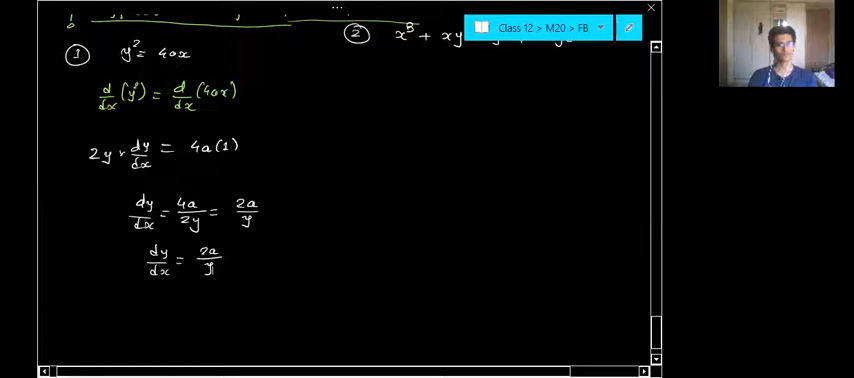 Class 12 > M20 > FB
① y² = 4ax
② x³ + xy
d/dx (y²) = d/dx (4ax)
2y × dy/dx = 4a(1)
dy/dx = 4a/2y = 2a/y
dy/dx = 2a/y